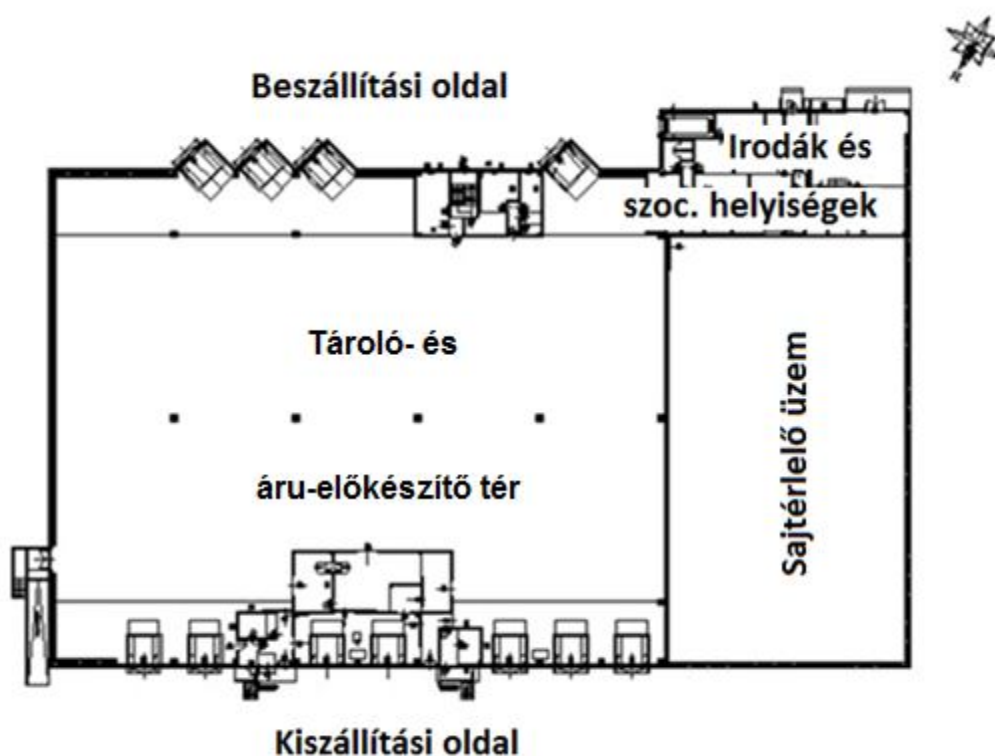 Beszállítási oldal
Irodák és
szoc. helyiségek
Tároló- és
áru-előkészítő tér
Sajtérlelő üzem
Kiszállítási oldal